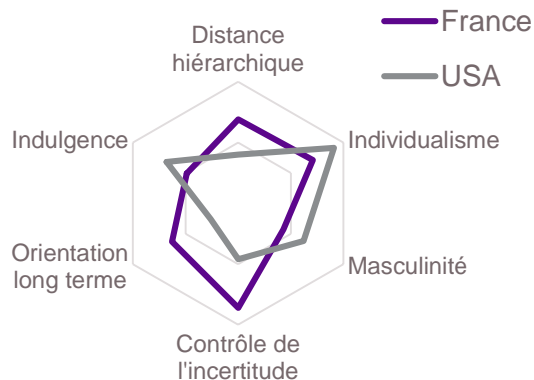 France
USA
Distance
hiérarchique
Individualisme
Masculinité
Contrôle de
l'incertitude
Orientation
long terme
Indulgence